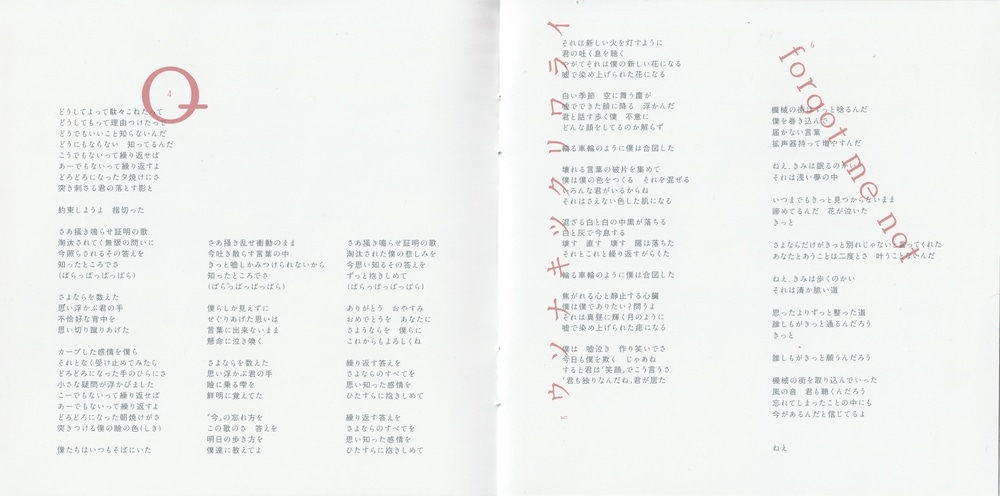 Q
4
どうしてよって駄々こねだって
どうしてもって理由つけたって
どうでもいいこと知らないんだ
どうにもならない　知ってるんだ
こうでもないって繰り返せば
あーでもないって繰り返すよ
どろどろになった夕焼けにさ
突き刺さる君の落とす影と
約束しようよ　指切った
さあ掻き鳴らせ証明の歌
淘汰されてく無限の問いに
今照らされるその答えを
知ったところでさ
(ぱらっぱっぱっぱら)
さよならを数えた
思い浮かぶ君の手
不恰好な背中を
思い切り蹴りあげた
カーブした感情を僕ら
それとなく受け止めてみたら
どろどろになった手のひらにさ
小さな疑問が浮かびました
こーでもないって繰り返せば
あーでもないって繰り返すよ
どろどろになった朝焼けがさ
突きつける僕の瞼の色(しき)
僕たちはいつもそばにいた
さあ掻き乱せ衝動のまま
今吐き散らす言葉の中
きっと嘘しかみつけられないから
知ったところでさ
(ぱらっぱっぱっぱら)
僕らしか見えずに
せぐりあげた思いは
言葉に出来ないまま
懸命に泣き喚く
さよならを数えた
思い浮かぶ君の手
瞼に乗る雫を
鮮明に覚えてた
「今」の忘れ方を
この歌のさ　答えを
明日の歩き方を
僕達に教えてよ
さあ掻き鳴らせ証明の歌
淘汰された僕の悲しみを
今思い知るその答えを
ずっと抱きしめて
(ぱらっぱっぱっぱら)
ありがとう　おやすみ
おめでとうを　あなたに
さようならを　僕らに
これからもよろしくね
繰り返す答えを
さよならのすべてを
思い知った感情を
ひたすらに抱きしめて
繰り返す答えを
さよならのすべてを
思い知った感情を
ひたすらに抱きしめて
ウソナキツクリワライ
5
それは新しい火を灯すように
君の吐く息を聴く
やがてそれは僕の新しい花になる
嘘で染め上げられた花になる
白い季節　空に舞う塵が
嘘でできた顔に降る　浮かんだ
君と話す歩く僕　不意に
どんな顔をしてるのか解らず
輪る車輪のように僕は合図した
壊れる言葉の破片を集めて
僕は僕の色をつくる　それを混ぜる
いろんな君がいるからね
それはさえない色した肌になる
混ざる白と白の中黒が落ちる
白と灰で今息する
壊す　直す　壊す　陽は落ちた
それとこれと繰り返すがらくた
輪る車輪のように僕は合図した
焦がれる心と静止する心臓
僕は僕でありたい？問うよ
それは真昼に輝く月のように
嘘で染め上げられた痣になる
僕は　嘘泣き　作り笑いでさ
今日も僕を欺く　じゃあね
すると君は"笑顔"でこう言うさ
「君も独りなんだね」君が居た
6
forgot me not
機械の街はずっと唸るんだ
僕を巻き込んで
届かない言葉
拡声器持って増やすんだ
ねえ、きみは眠るのかい
それは浅い夢の中
いつまでもきっと見つからないまま
諦めてるんだ　花が泣いた
きっと
さよならだけがきっと別れじゃないと言ってくれた
あなたとあうことは二度とさ　叶うことないんだ
ねえ、きみは歩くのかい
それは清か脆い道
思ったよりずっと整った道
誰しもがきっと通るんだろう
きっと
誰しもがきっと願うんだろう
機械の街を取り込んでいった
風の音　君も聴くんだろう
忘れてしまったことの中にも
今があるんだと信じてるよ
ねえ